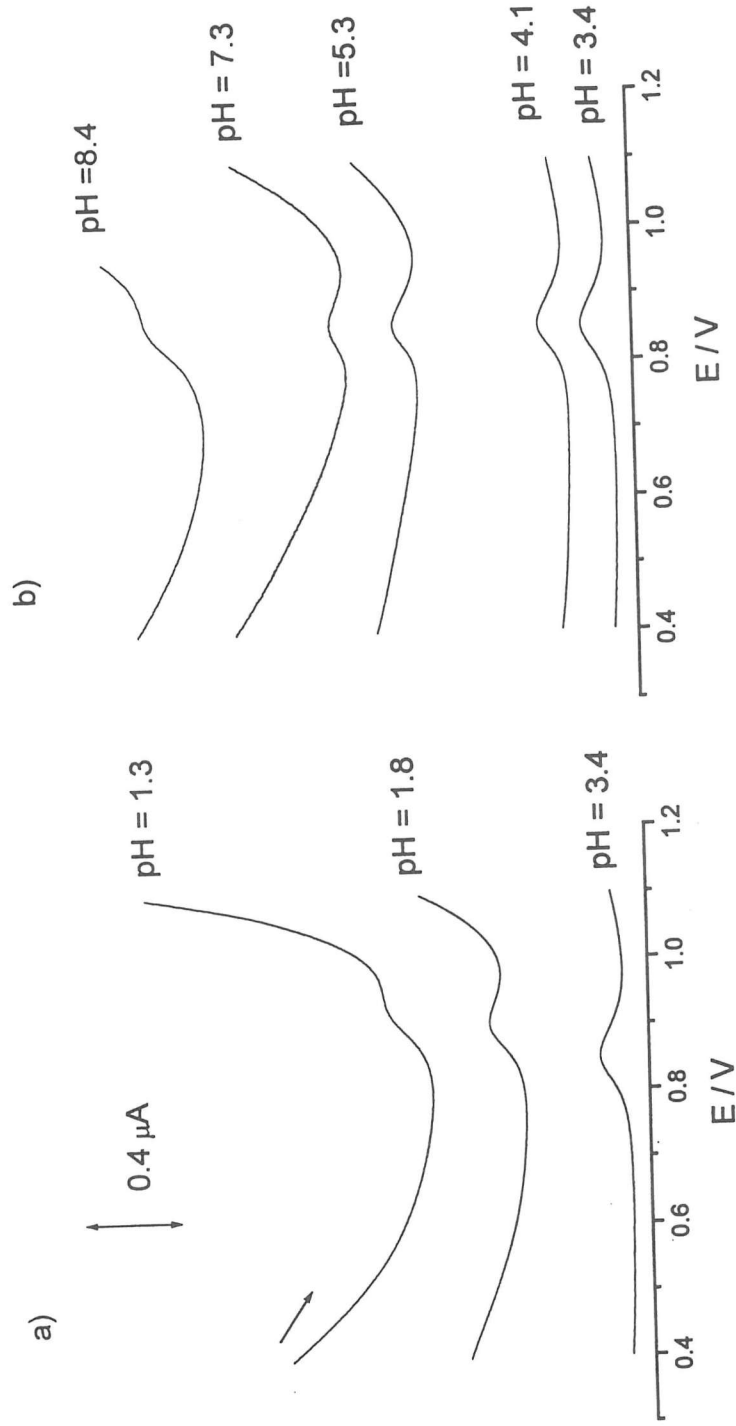 a)
0.4 µA
pH = 1.3
pH = 1.8
pH = 3.4
0.4 0.6 0.8 1.0 1.2
E / V
b)
pH =8.4
pH = 7.3
pH =5.3
pH = 4.1
pH = 3.4
0.4 0.6 0.8 1.0 1.2
E / V